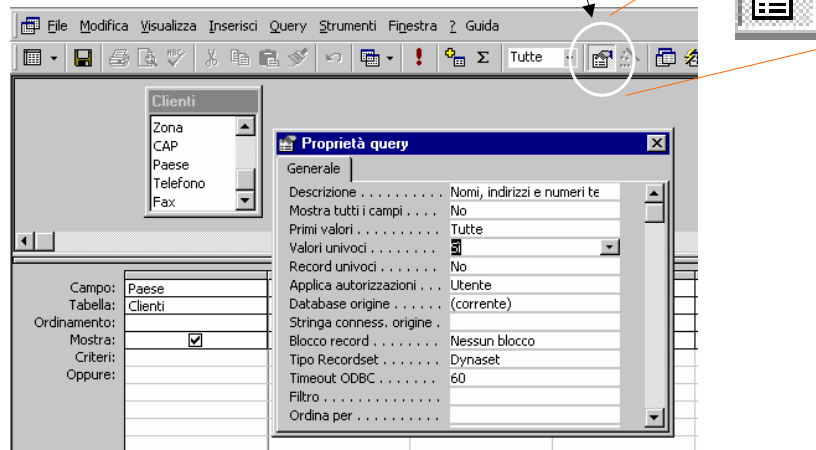 File Modifica Visualizza Inserisci Query Strumenti Finestra ? Guida
ABC Σ Tutte
Clienti
Zona
CAP
Paese
Telefono
Fax
Proprietà query
Generale
Descrizione . . . . . . . . . . Nomi, indirizzi e numeri te
Mostra tutti i campi . . . . No
Primi valori . . . . . . . . . . Tutte
Valori univoci . . . . . . . . Sì
Record univoci . . . . . . . No
Applica autorizzazioni . . . Utente
Database origine . . . . . . (corrente)
Stringa conness. origine .
Blocco record . . . . . . . . Nessun blocco
Tipo Recordset . . . . . . . Dynaset
Timeout ODBC . . . . . . . 60
Filtro . . . . . . . . . . . . . .
Ordina per . . . . . . . . . .
Campo: Paese
Tabella: Clienti
Ordinamento:
Mostra:
Criteri:
Oppure: